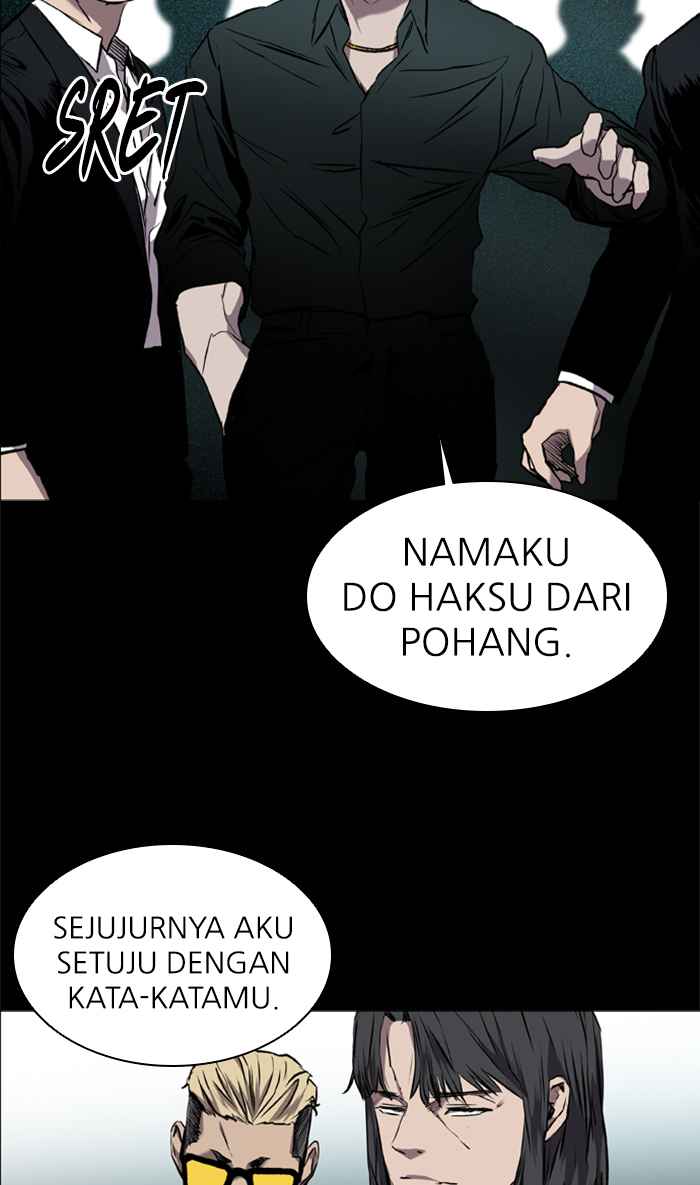 SRET
NAMAKU
DO HAKSU DARI
POHANG.
SEJUJURNYA AKU
SETUJU DENGAN
KATA-KATAMU.